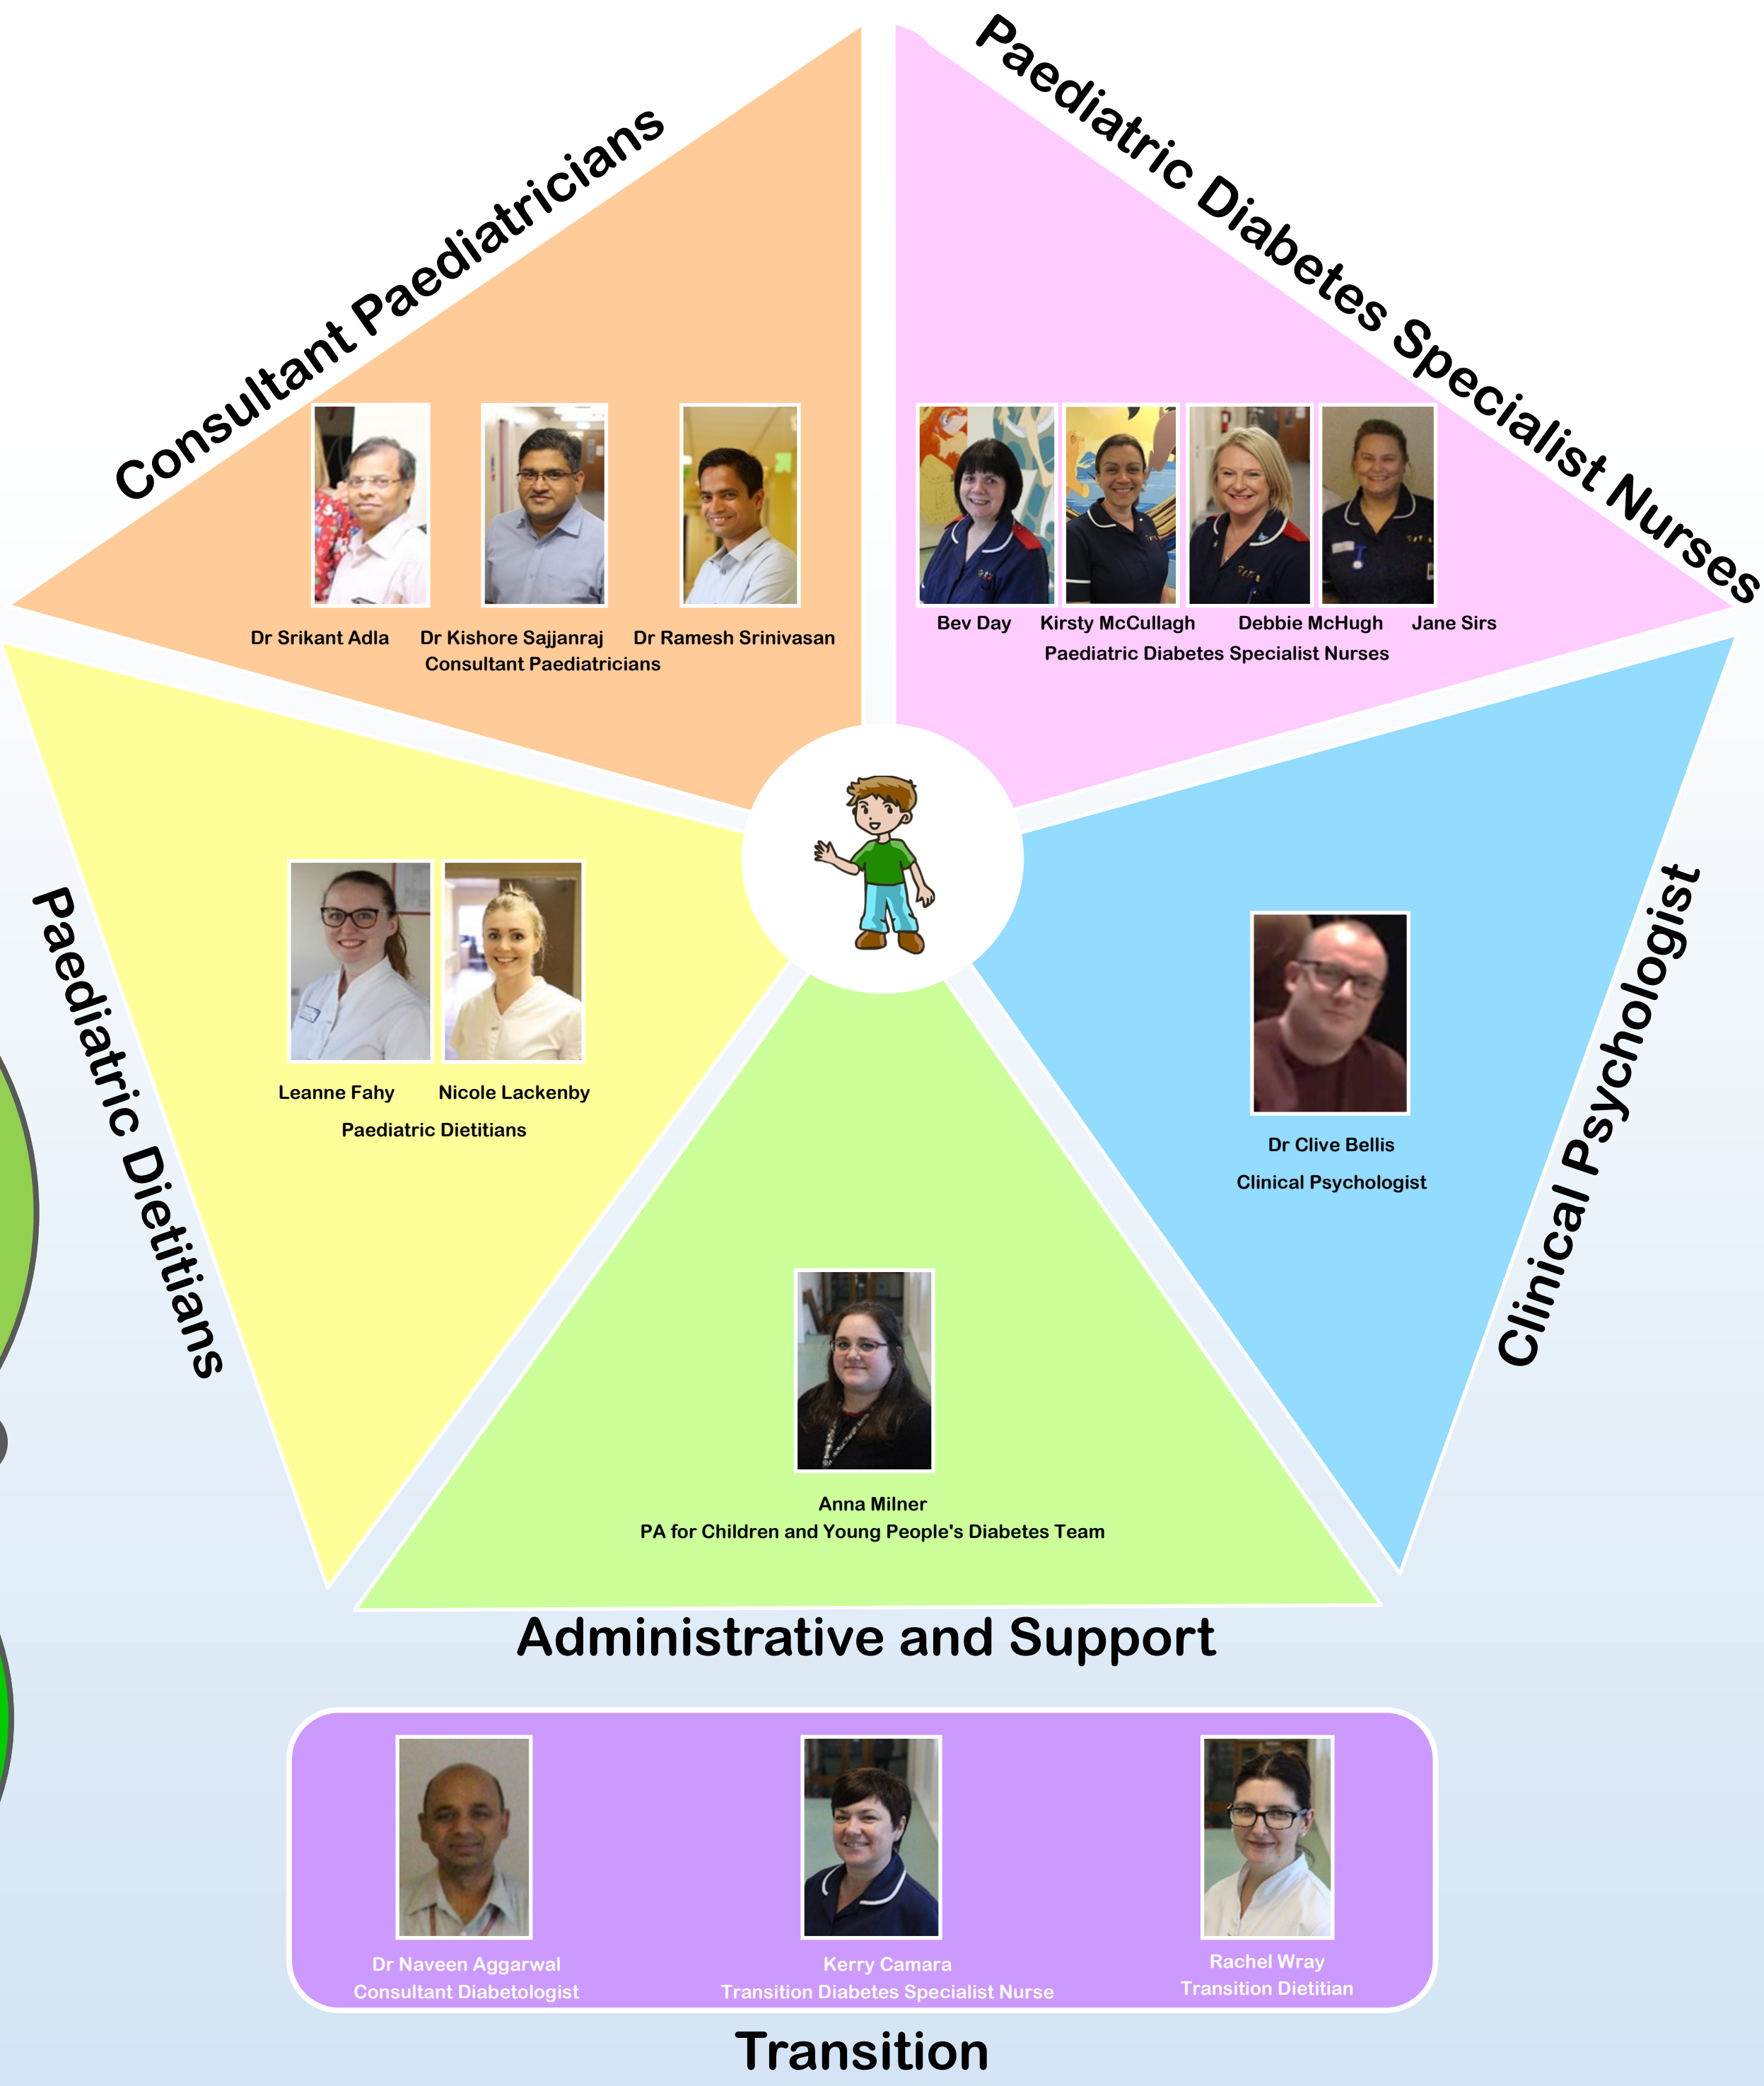 Consultant Paediatricians
Paediatric Diabetes Specialist Nurses
Dr Srikant Adla Dr Kishore Sajjanraj Dr Ramesh Srinivasan
Consultant Paediatricians
Bev Day Kirsty McCullagh Debbie McHugh Jane Sirs
Paediatric Diabetes Specialist Nurses
Paediatric Dietitians
Leanne Fahy Nicole Lackenby
Paediatric Dietitians
Clinical Psychologist
Dr Clive Bellis
Clinical Psychologist
Anna Milner
PA for Children and Young People's Diabetes Team
Administrative and Support
Dr Naveen Aggarwal
Consultant Diabetologist
Kerry Camara
Transition Diabetes Specialist Nurse
Rachel Wray
Transition Dietitian
Transition